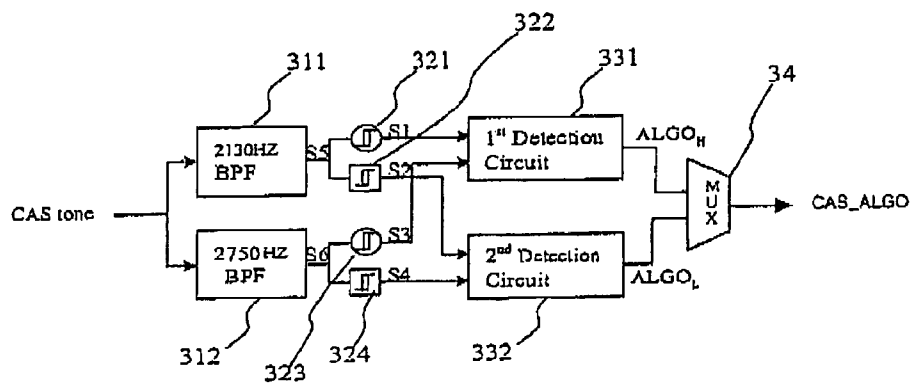 322
311
321
331
34
2130HZ
BPF
S5
S1
S2
1st Detection
Circuit
ALGOH
MUX
CAS tone
CAS_ALGO
2750HZ
BPF
S6
S3
S4
2nd Detection
Circuit
ALGOL
312
323
324
332